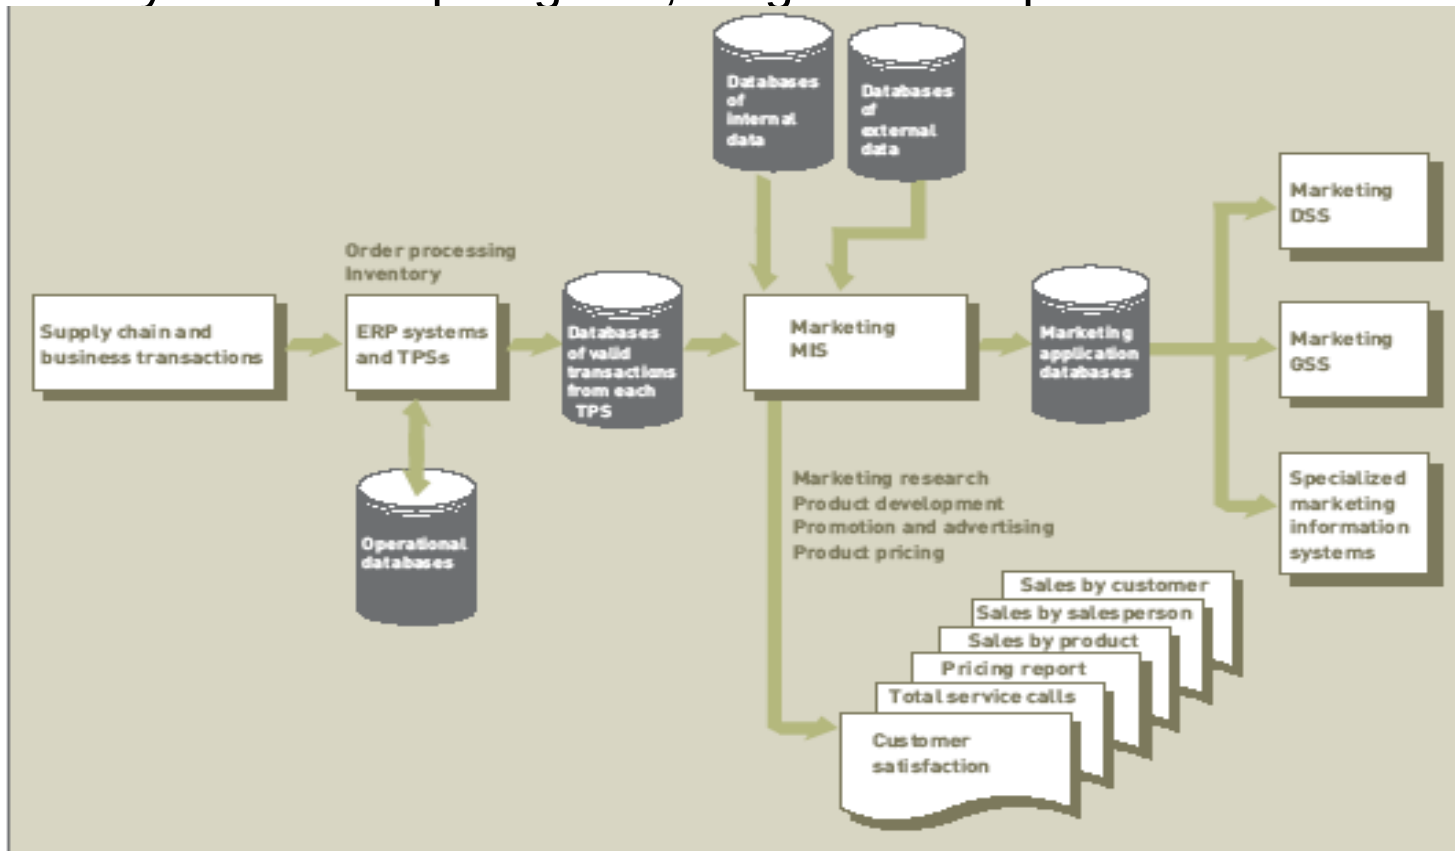 Databases
of
internal
data
Databases
of
external
data
Marketing
DSS
Order processing
Inventory
Supply chain and
business transactions
ERP systems
and TPSs
Databases
of valid
transactions
from each
TPS
Marketing
MIS
Marketing
application
databases
Marketing
GSS
Operational
databases
Marketing research
Product development
Promotion and advertising
Product pricing
Specialized
marketing
information
systems
Sales by customer
Sales by salesperson
Sales by product
Pricing report
Total service calls
Customer
satisfaction